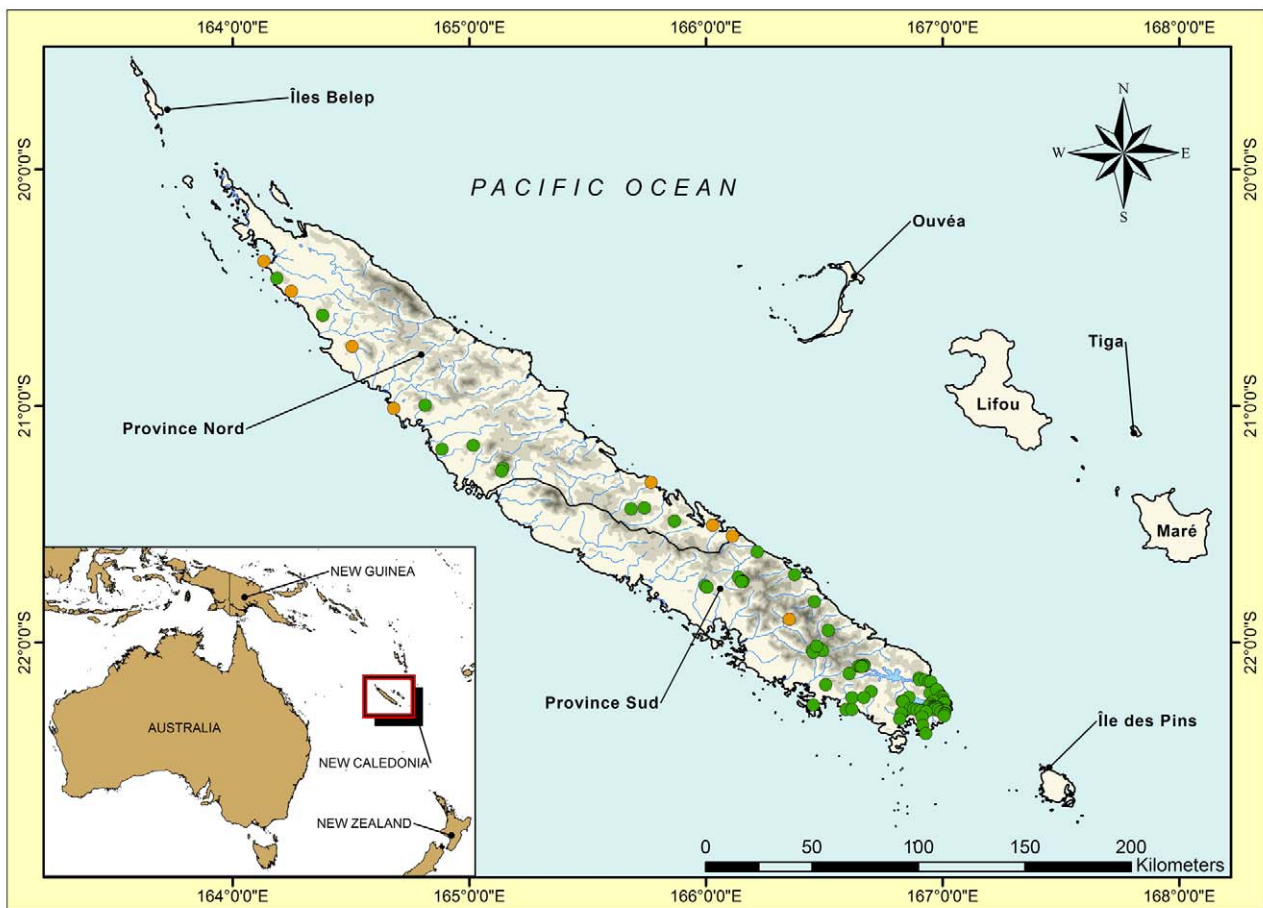 164°0'0"E 165°0'0"E 166°0'0"E 167°0'0"E 168°0'0"E
Îles Belep
N
W E
S
20°0'0"S 20°0'0"S
PACIFIC OCEAN
Ouvéa
Tiga
Lifou
21°0'0"S 21°0'0"S
Province Nord
Maré
NEW GUINEA
22°0'0"S 22°0'0"S
Province Sud
AUSTRALIA
Île des Pins
NEW CALEDONIA
NEW ZEALAND
0 50 100 150 200
Kilometers
164°0'0"E 165°0'0"E 166°0'0"E 167°0'0"E 168°0'0"E